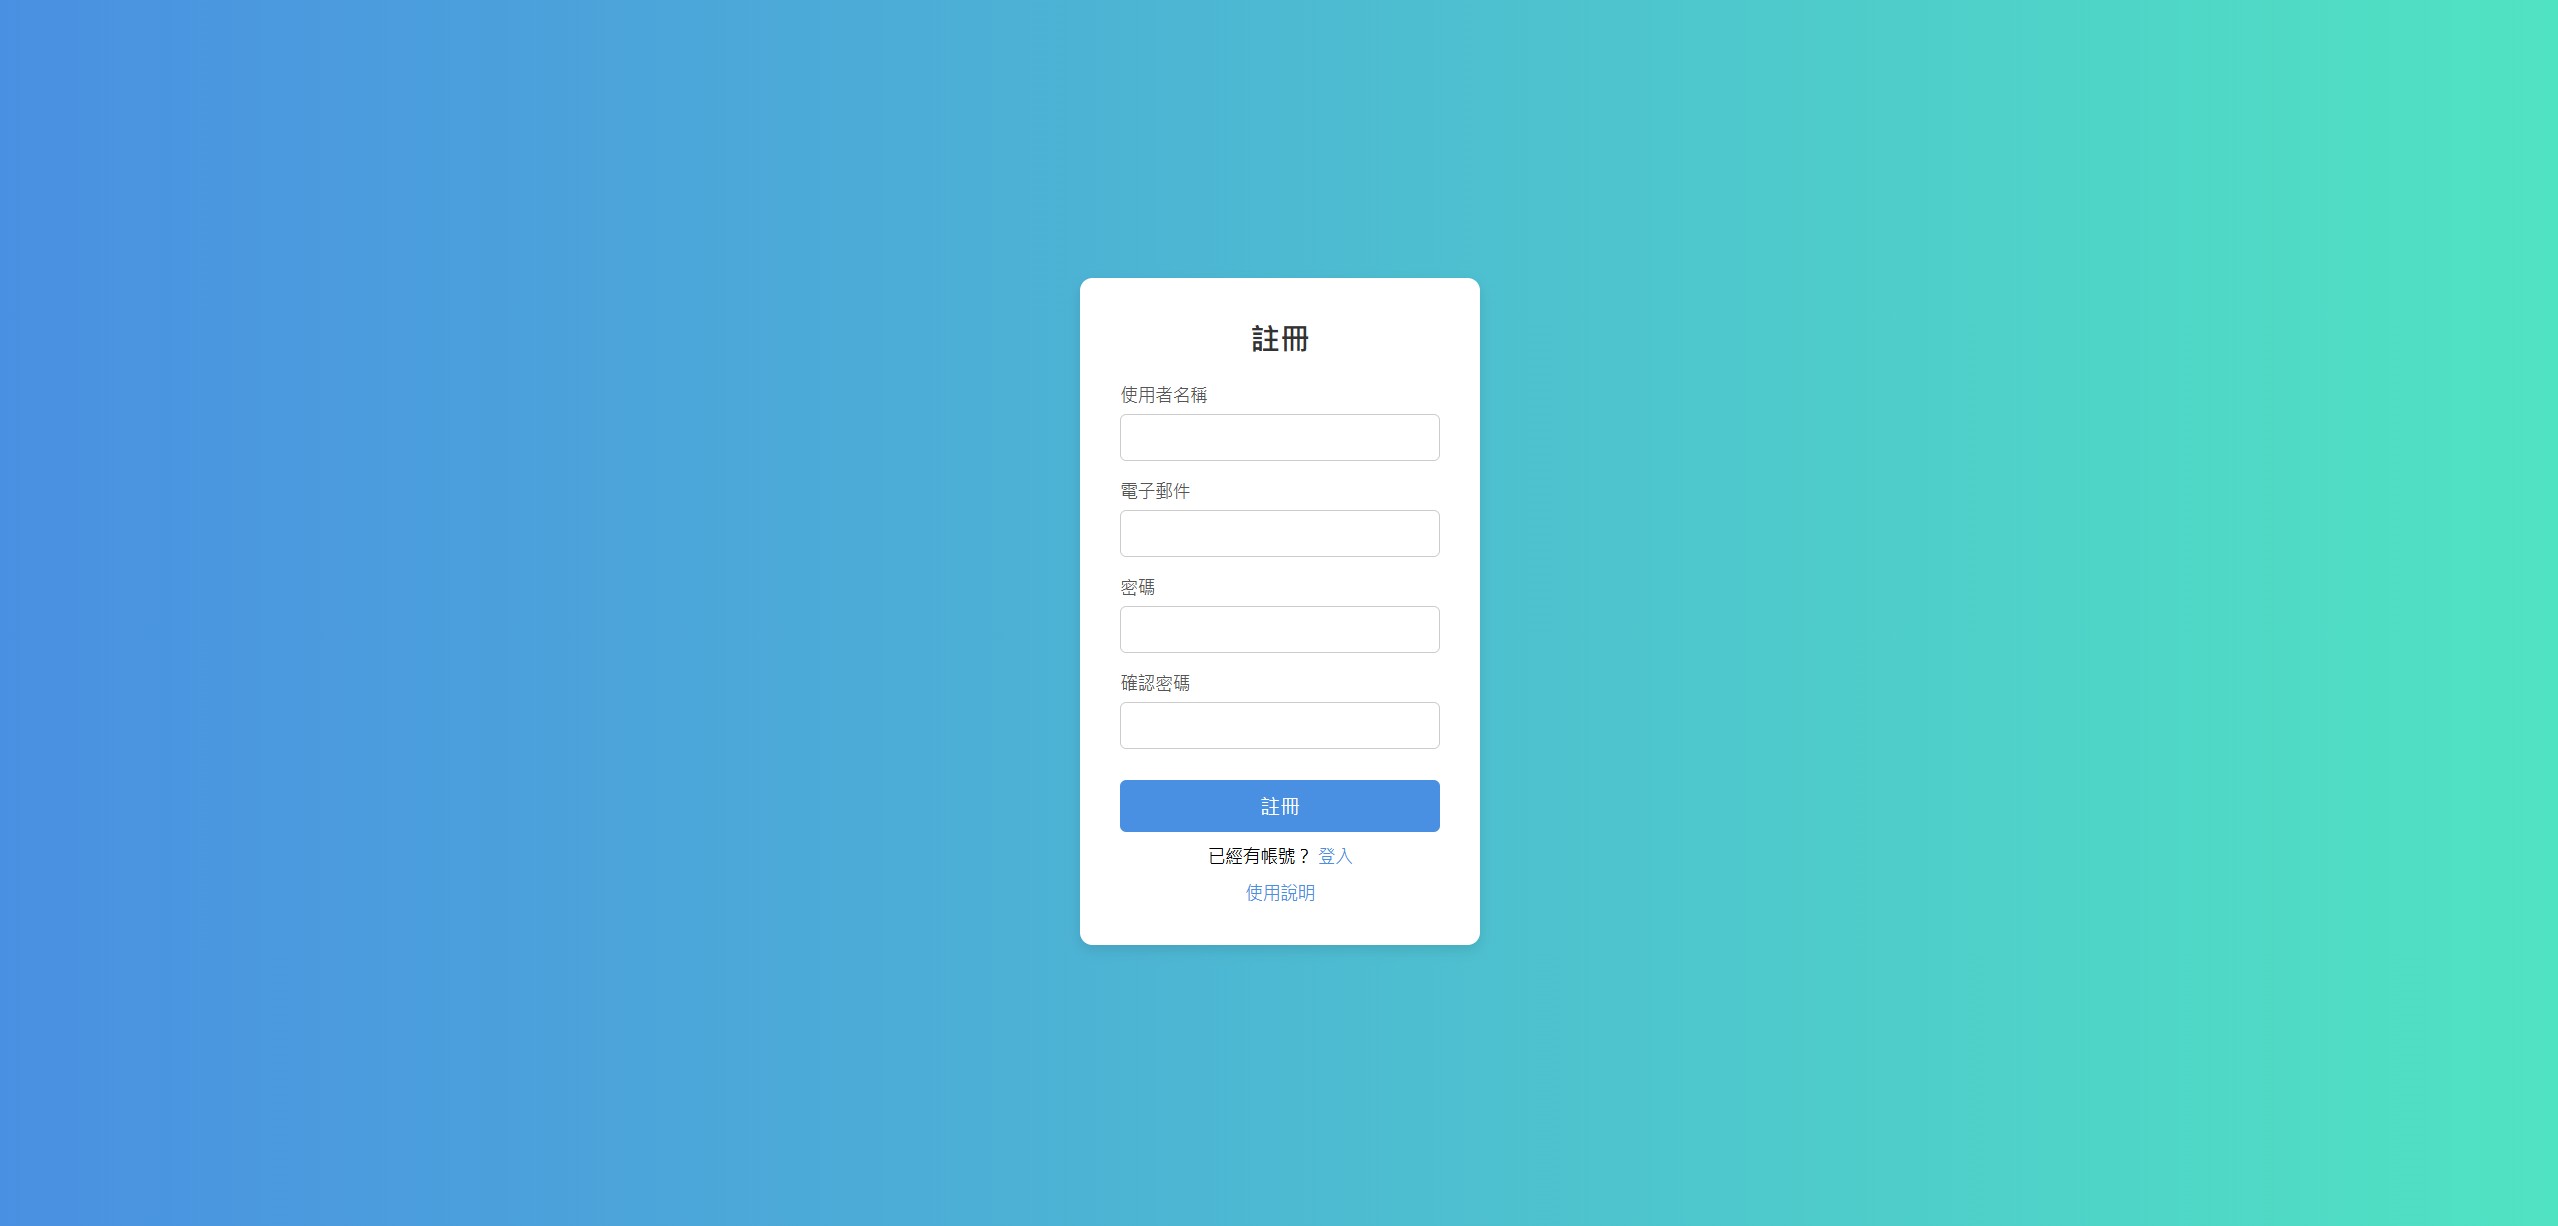 註冊
使用者名稱
電子郵件
密碼
確認密碼
註冊
已經有帳號？ 登入
使用說明